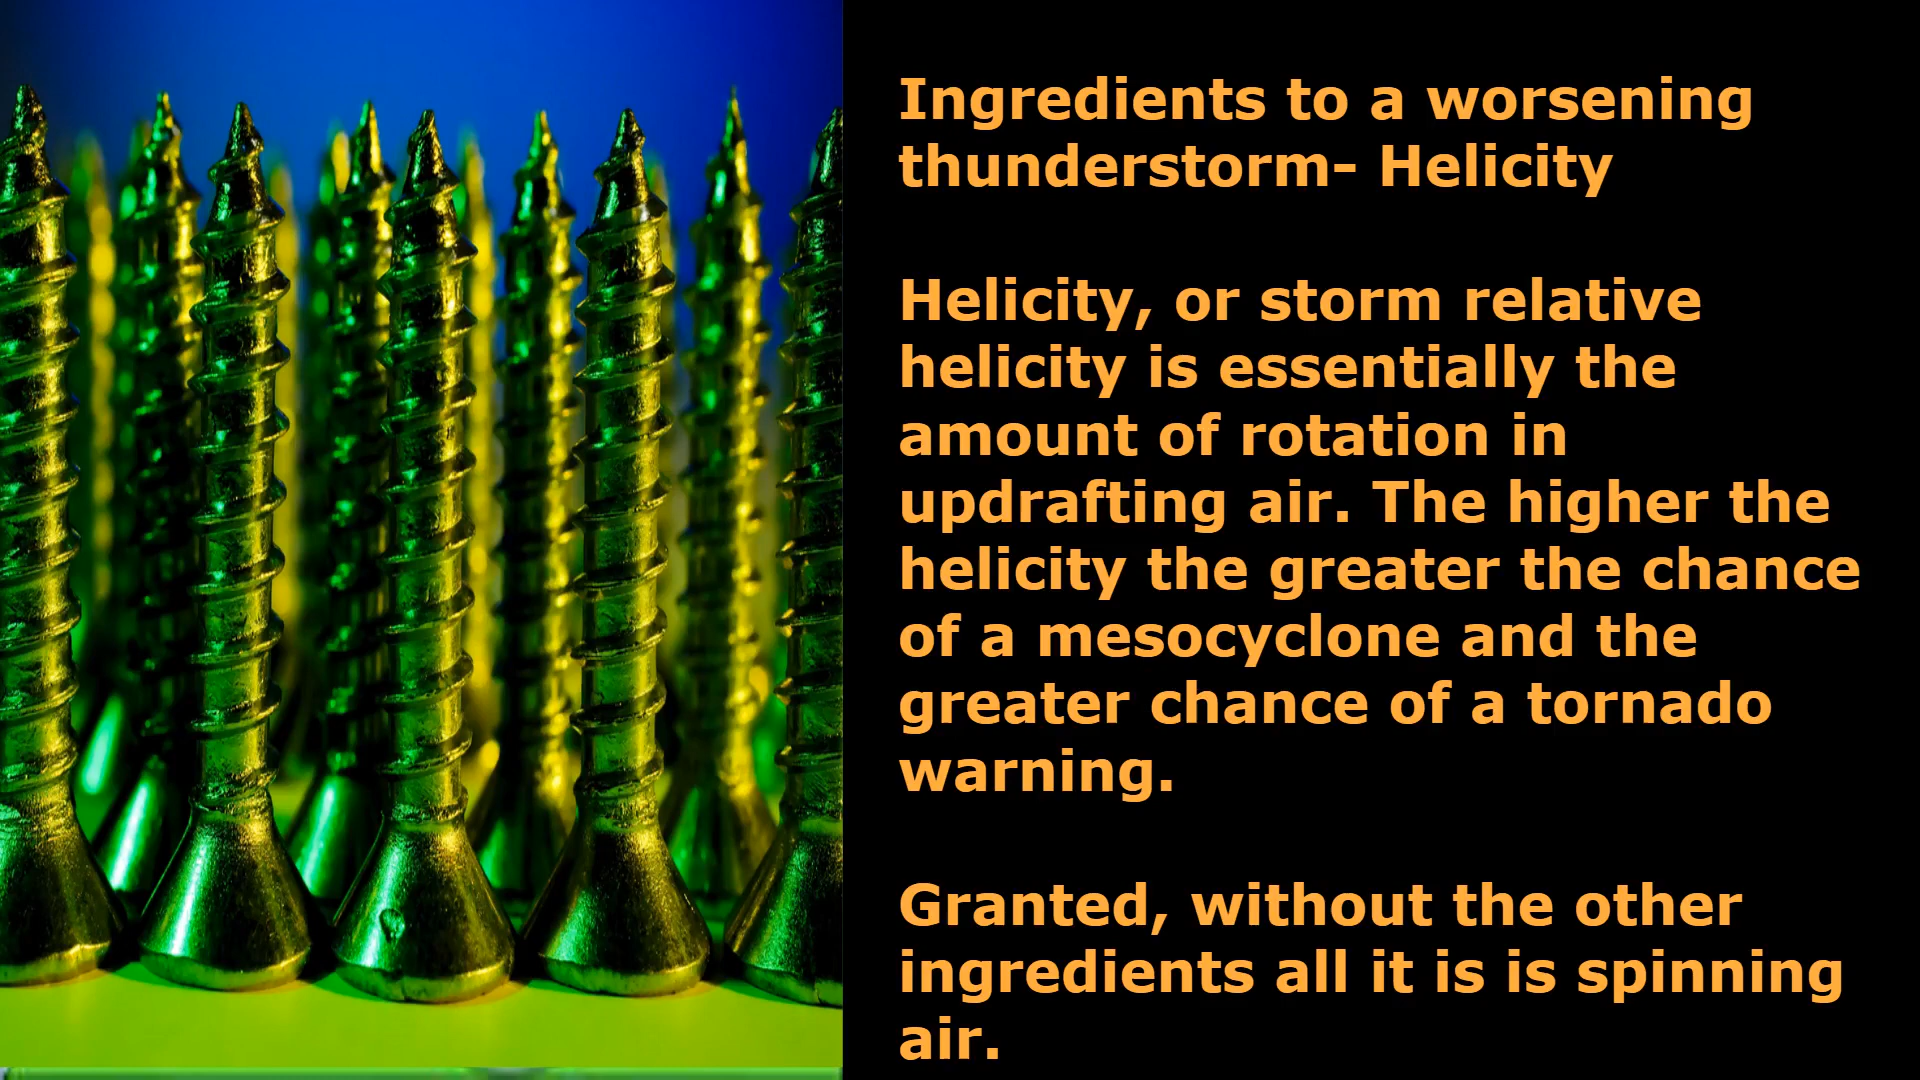 Ingredients to a worsening
thunderstorm- Helicity
Helicity, or storm relative
helicity is essentially the
amount of rotation in
updrafting air. The higher the
helicity the greater the chance
of a mesocyclone and the
greater chance of a tornado
warning.
Granted, without the other
ingredients all it is is spinning
air.